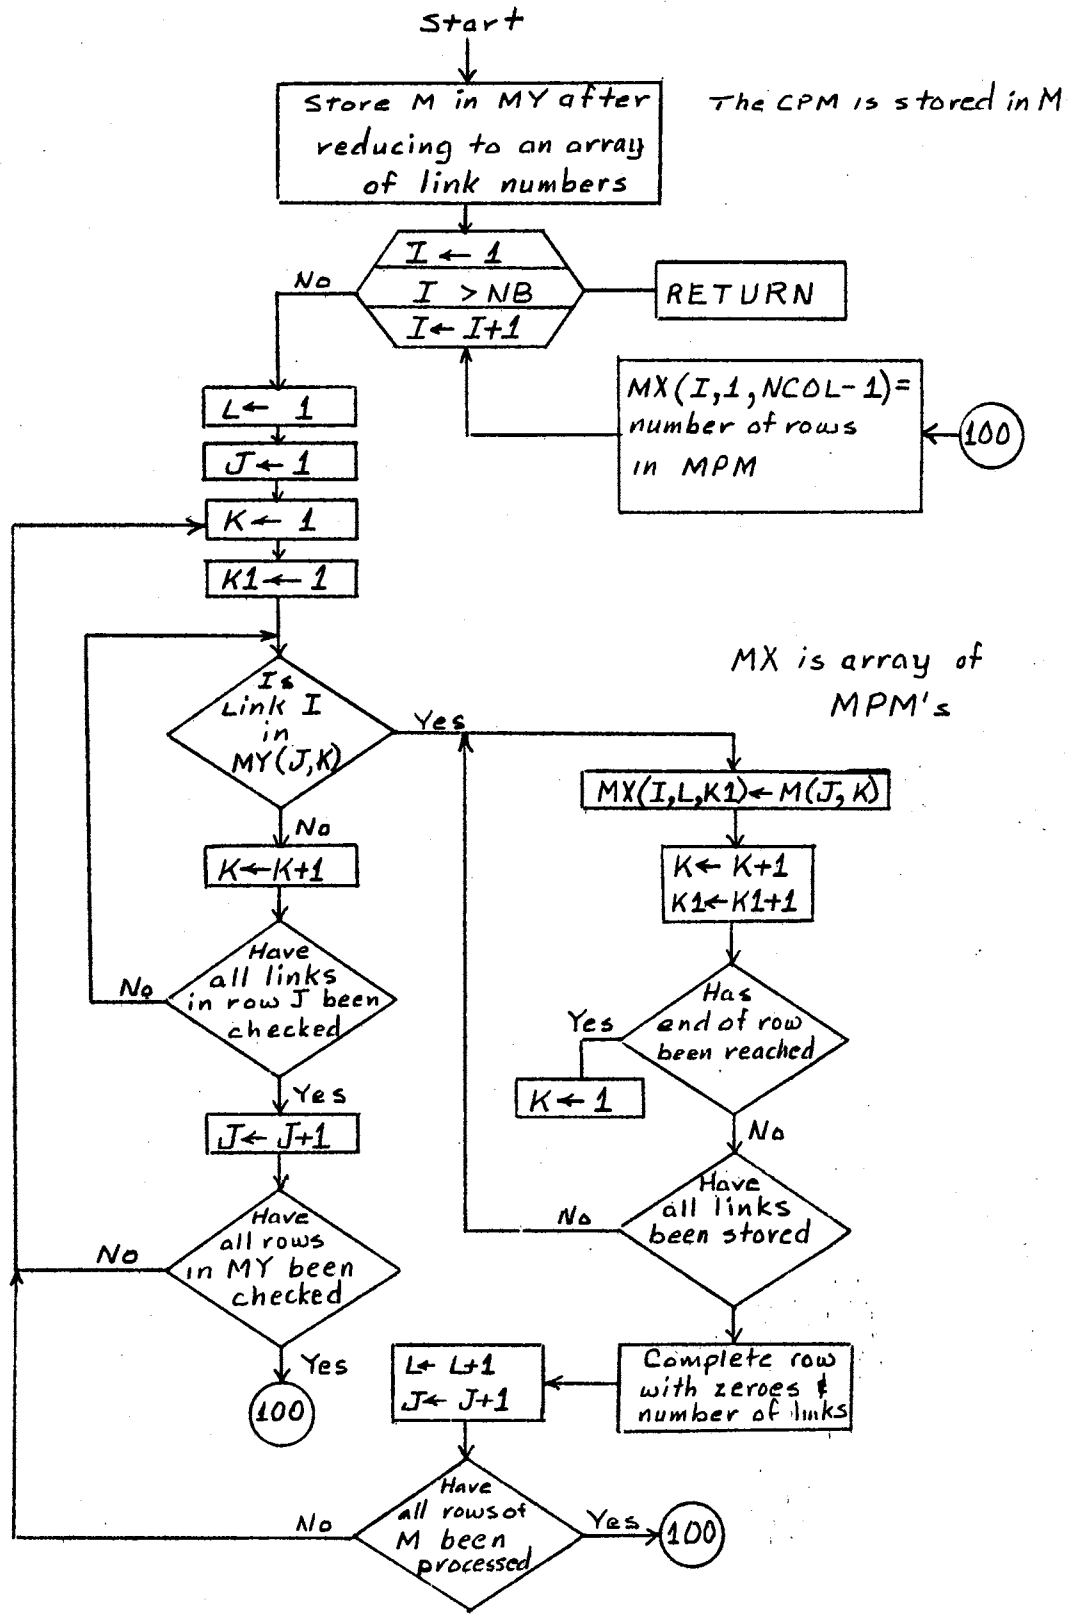 Start
Store M in MY after
reducing to an array
of link numbers
The CPM is stored in M
I ← 1
I > NB
I ← I+1
No
RETURN
MX(I,1,NCOL-1)=
number of rows
in MPM
100
L ← 1
J ← 1
K ← 1
K1 ← 1
Is
Link I
in
MY(J,K)
Yes
No
MX is array of
MPM's
MX(I,L,K1) ← M(J,K)
K ← K+1
K ← K+1
K1 ← K1+1
Have
all links
in row J been
checked
No
Yes
Has
end of row
been reached
Yes
K ← 1
No
J ← J+1
Have
all links
been stored
No
Have
all rows
in MY been
checked
No
Yes
100
Complete row
with zeroes &
number of links
L ← L+1
J ← J+1
Have
all rows of
M been
processed
No
Yes
100